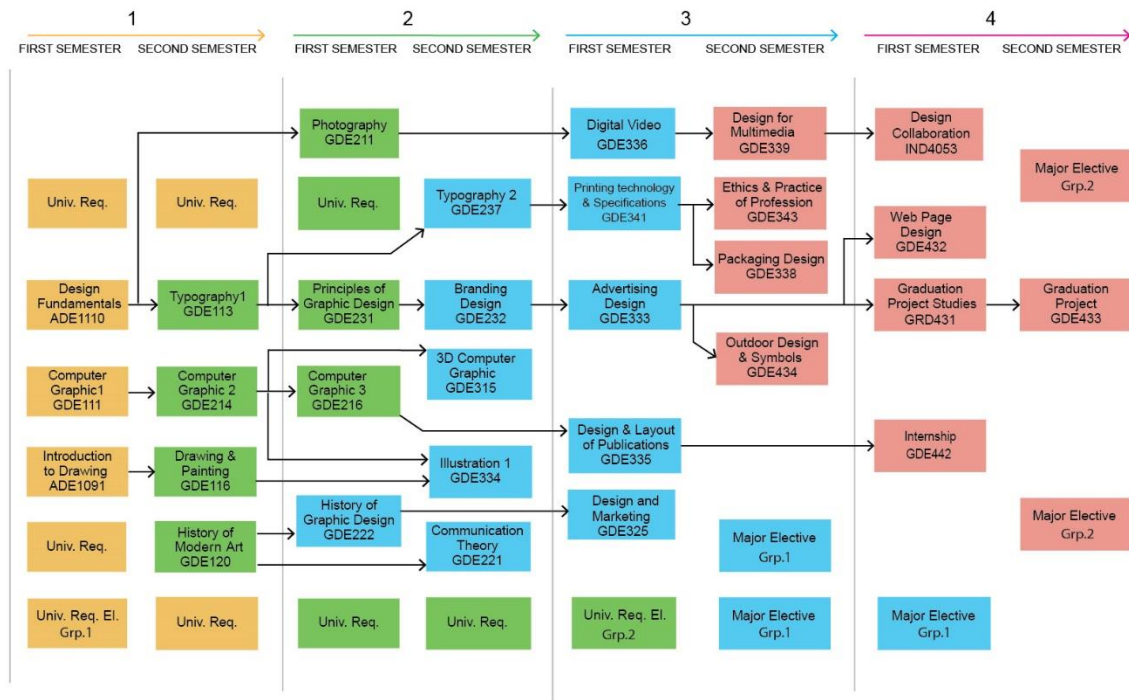 1
2
3
4
FIRST SEMESTER
SECOND SEMESTER
FIRST SEMESTER
SECOND SEMESTER
FIRST SEMESTER
SECOND SEMESTER
FIRST SEMESTER
SECOND SEMESTER
Univ. Req.
Design
Fundamentals
ADE1110
Computer
Graphic1
GDE111
Introduction
to Drawing
ADE1091
Univ. Req.
Univ. Req. El.
Grp.1
Univ. Req.
Typography1
GDE113
Computer
Graphic 2
GDE214
Drawing &
Painting
GDE116
History of
Modern Art
GDE120
Univ. Req.
Photography
GDE211
Univ. Req.
Principles of
Graphic Design
GDE231
Computer
Graphic 3
GDE216
History of
Graphic Design
GDE222
Univ. Req.
Typography 2
GDE237
Branding
Design
GDE232
3D Computer
Graphic
GDE315
Illustration 1
GDE334
Communication
Theory
GDE221
Univ. Req.
Digital Video
GDE336
Printing technology
& Specifications
GDE341
Advertising
Design
GDE333
Design & Layout
of Publications
GDE335
Design and
Marketing
GDE325
Univ. Req. El.
Grp.2
Design for
Multimedia
GDE339
Ethics & Practice
of Profession
GDE343
Packaging Design
GDE338
Outdoor Design
& Symbols
GDE434
Major Elective
Grp.1
Major Elective
Grp.1
Design
Collaboration
IND4053
Web Page
Design
GDE432
Graduation
Project Studies
GRD431
Internship
GDE442
Major Elective
Grp.1
Major Elective
Grp.2
Graduation
Project
GDE433
Major Elective
Grp.2